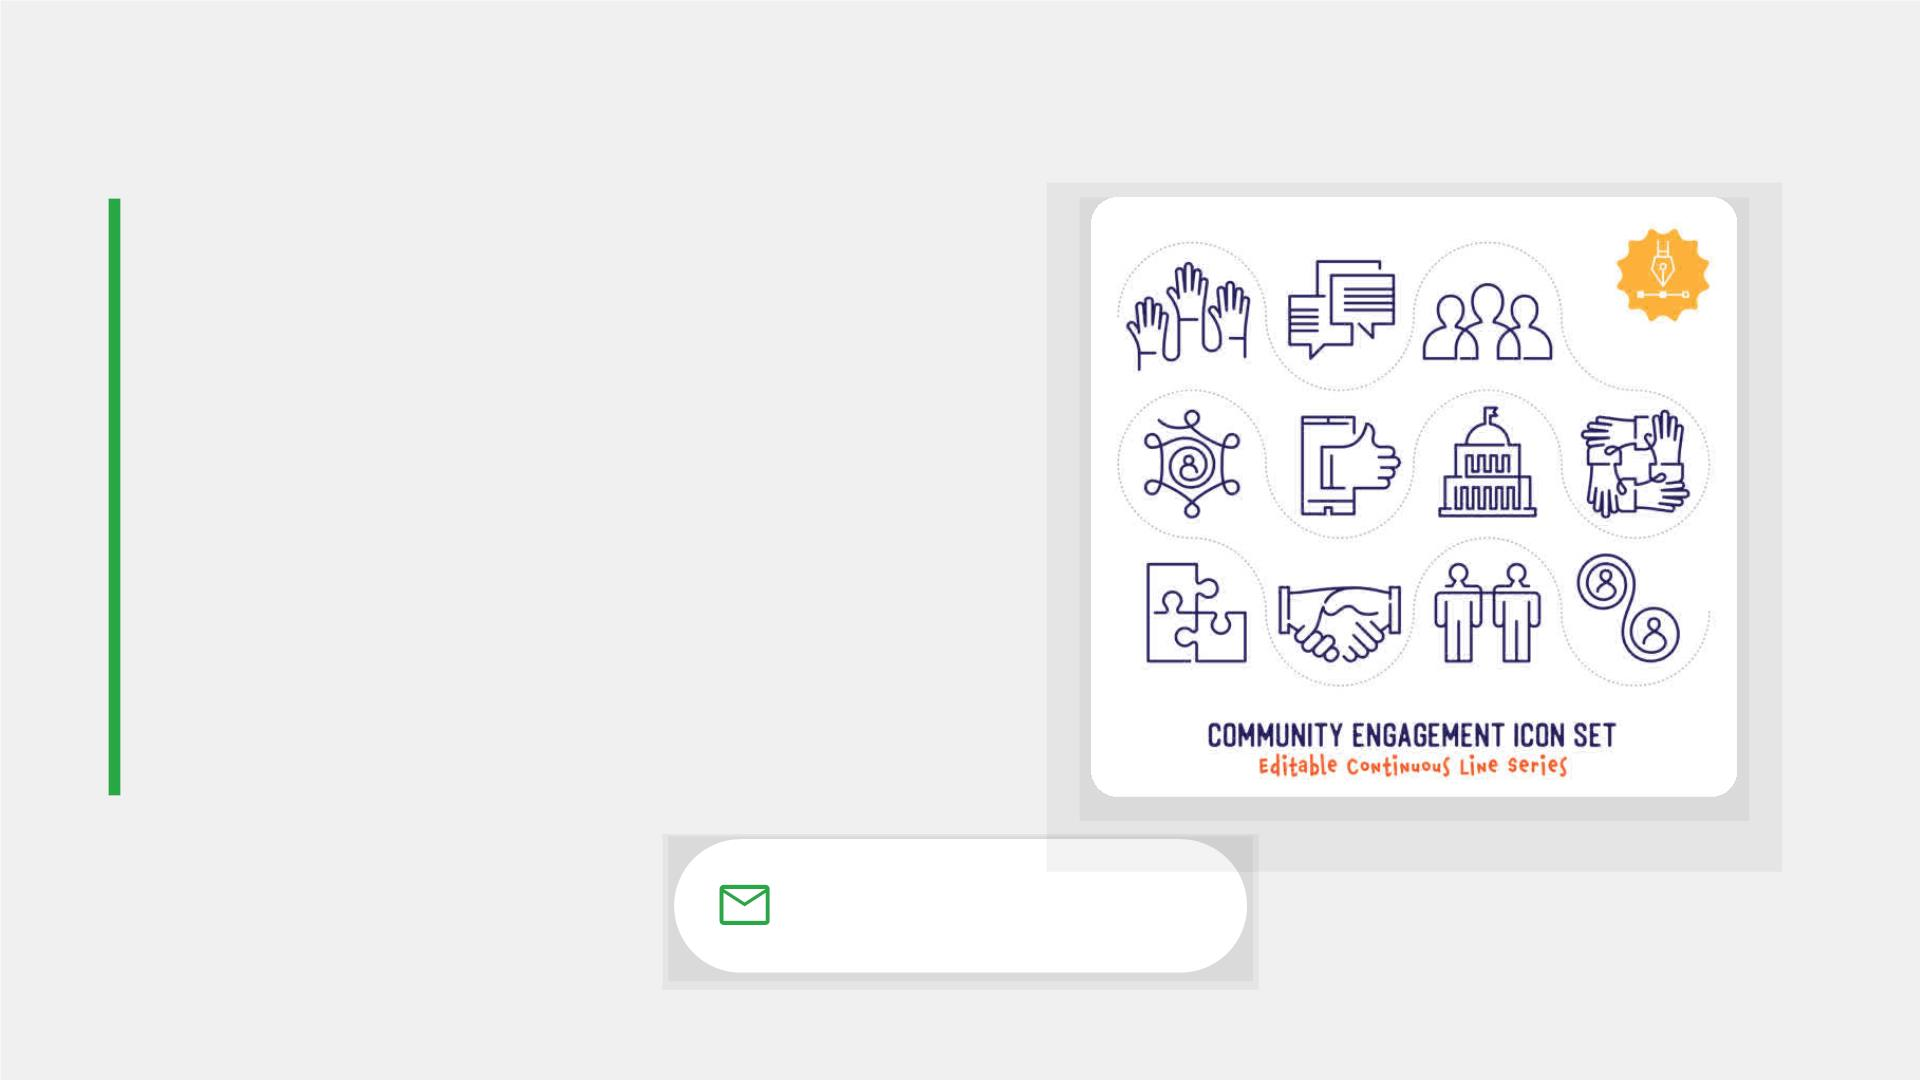 COMMUNITY ENGAGEMENT ICON SET
Editable Continuous Line Series